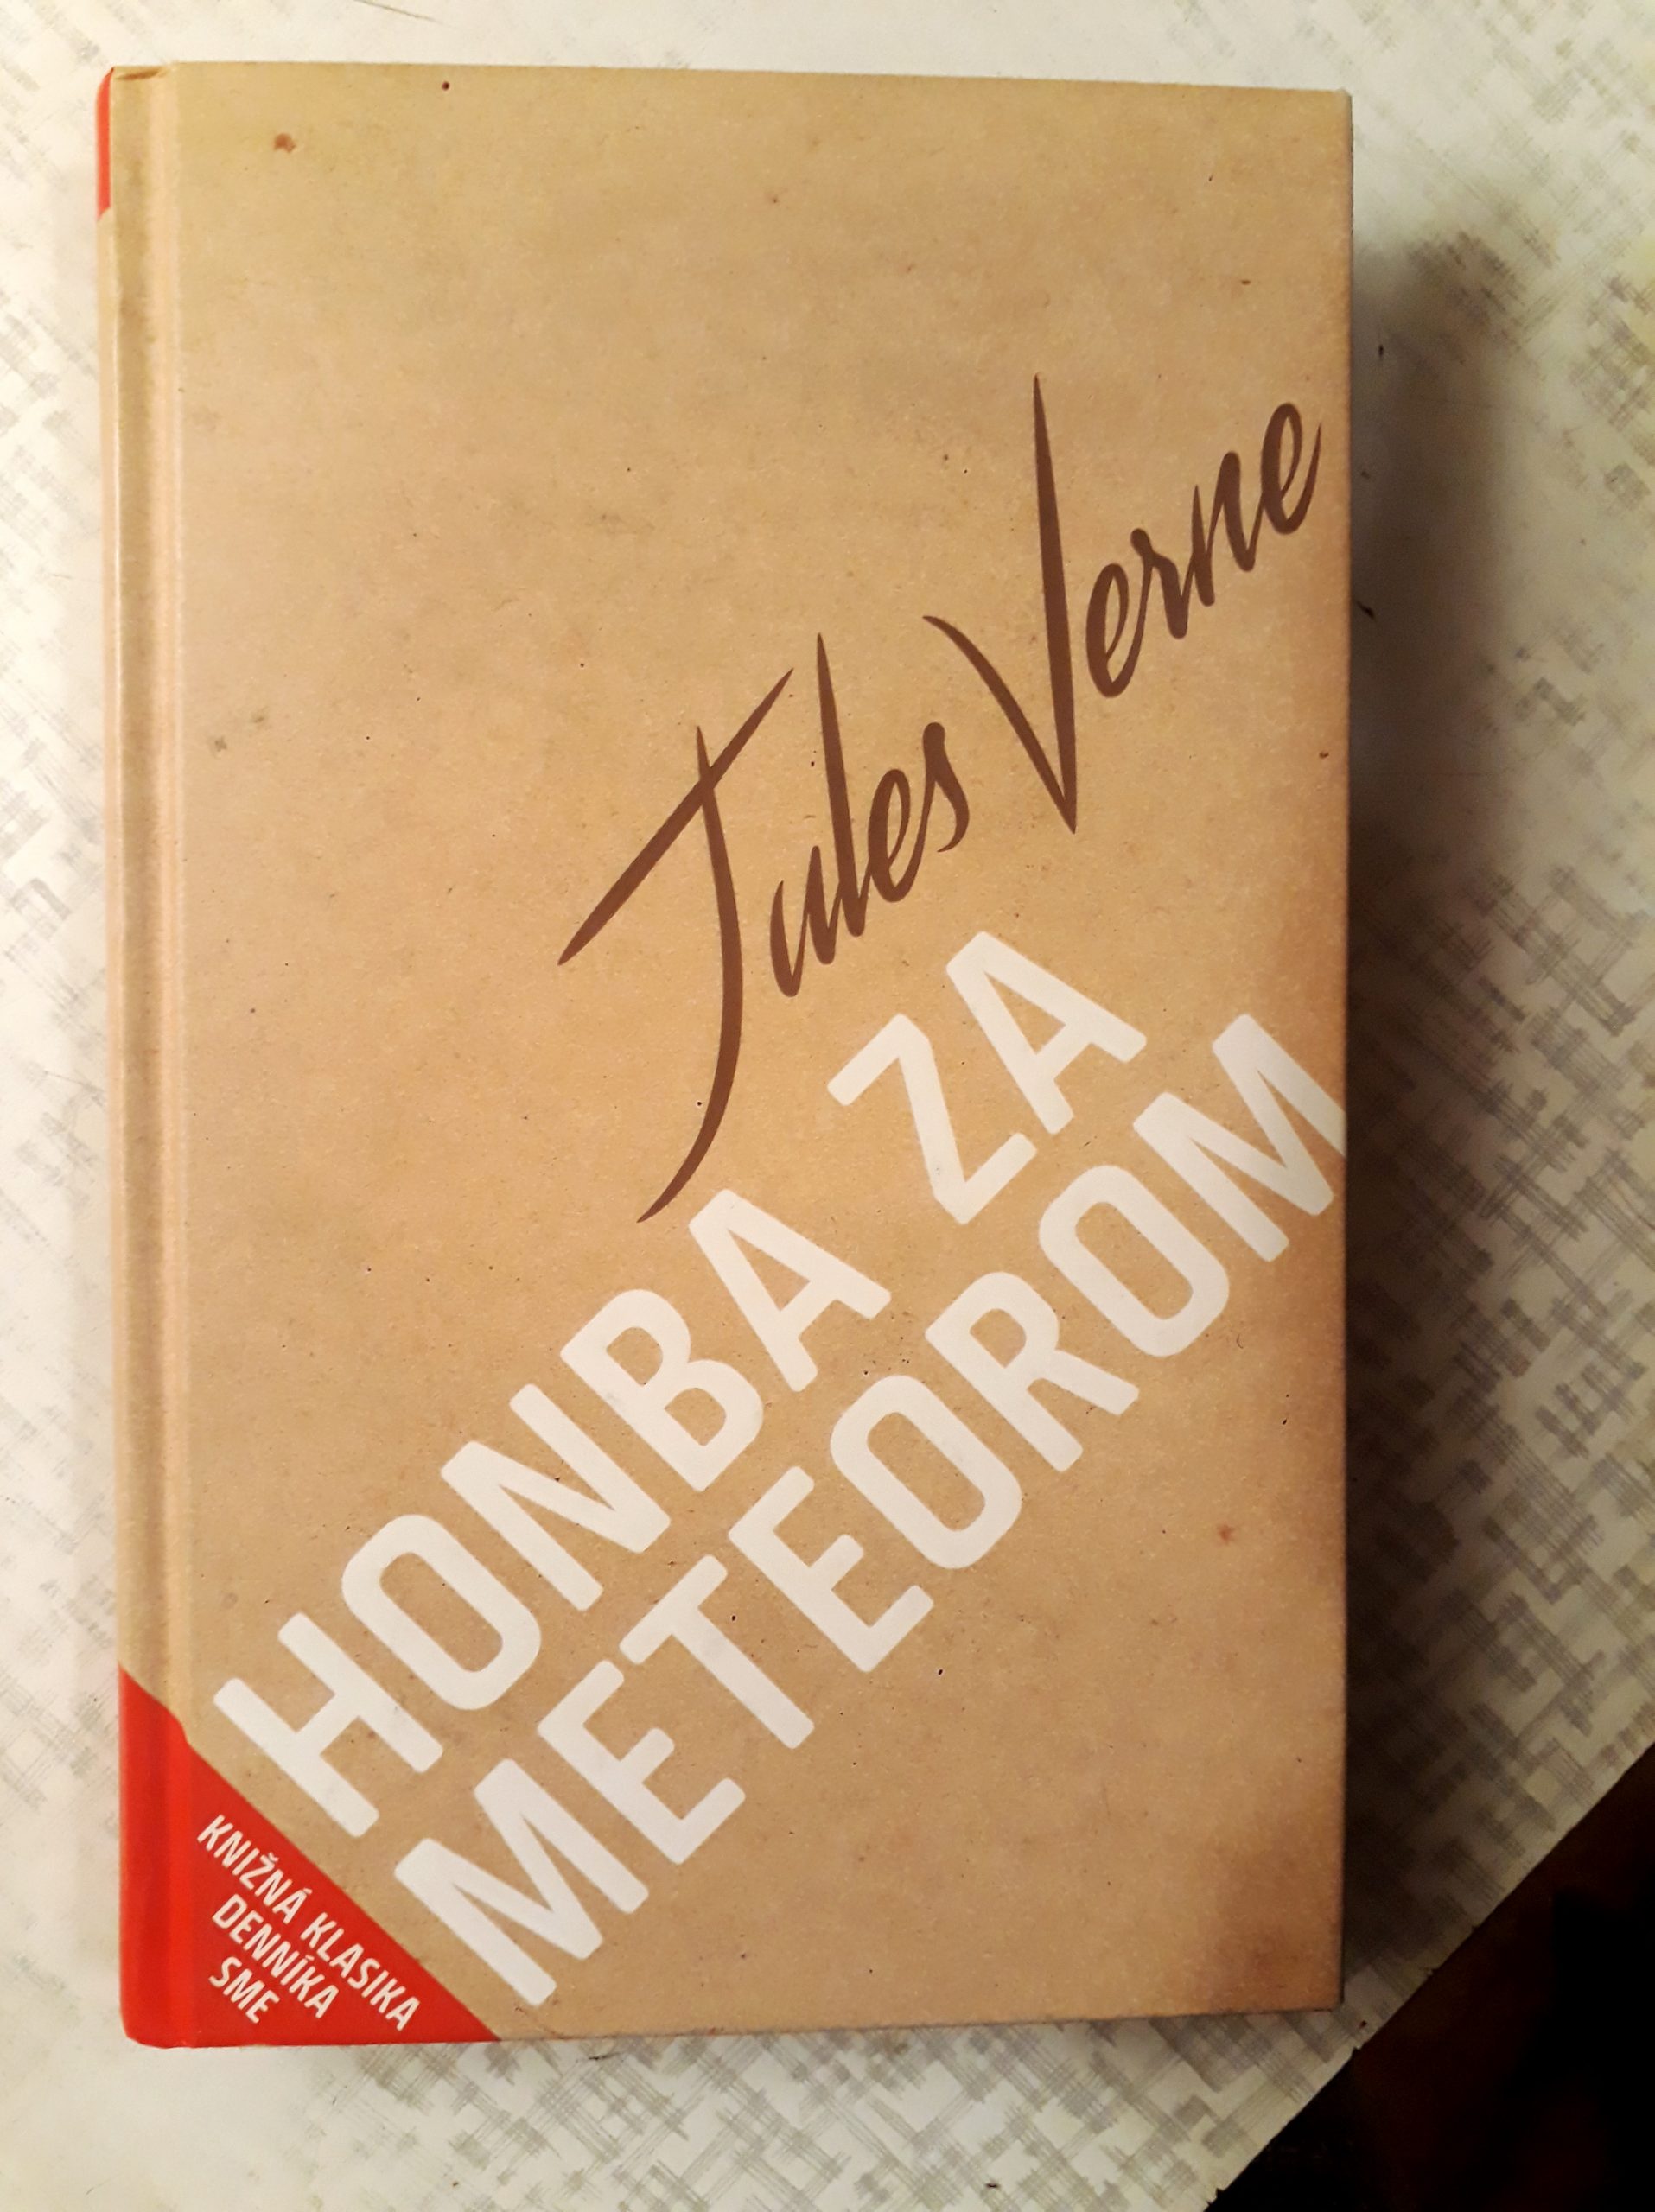 Jules Verne
HONBA ZA
METEOROM
KNIŽNÁ KLASIKA
DENNÍKA
SME